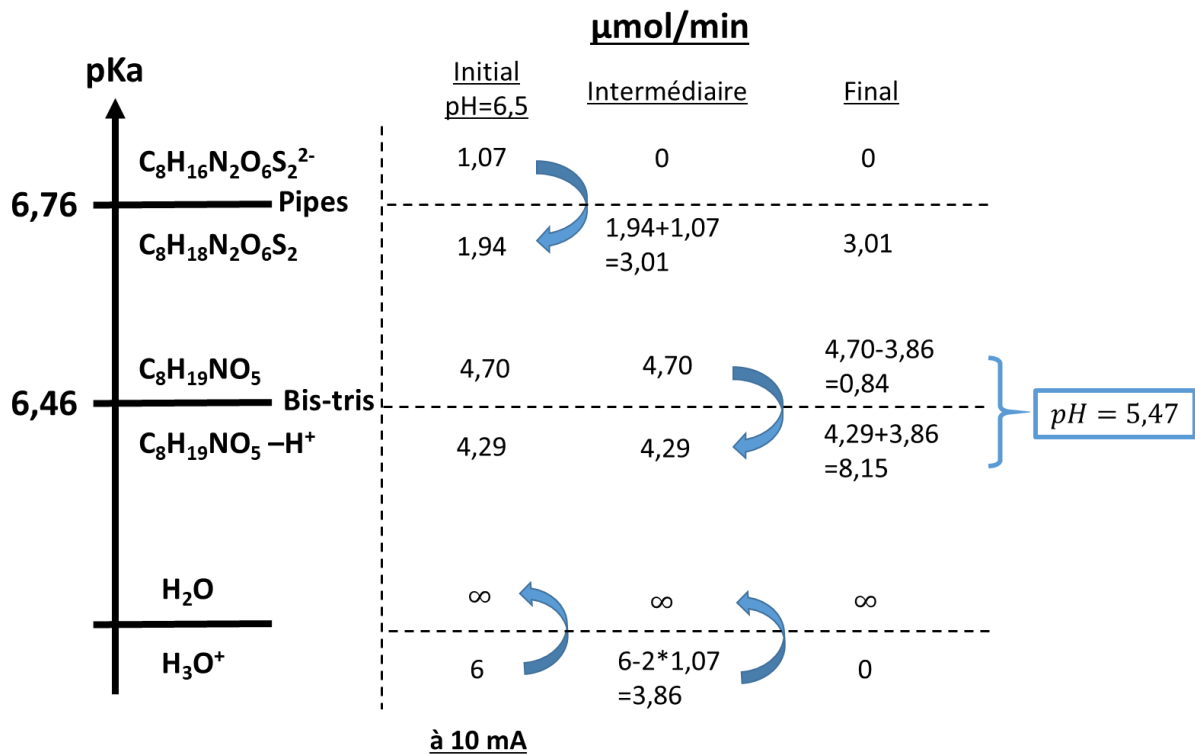 µmol/min
pKa
Initial
pH=6,5
Intermédiaire
Final
C₈H₁₆N₂O₆S₂²⁻
1,07
0
0
6,76
Pipes
C₈H₁₈N₂O₆S₂
1,94
1,94+1,07
=3,01
3,01
C₈H₁₉NO₅
4,70
4,70
4,70-3,86
=0,84
6,46
Bis-tris
pH = 5,47
C₈H₁₉NO₅ –H⁺
4,29
4,29
4,29+3,86
=8,15
H₂O
∞
∞
∞
H₃O⁺
6
6-2*1,07
=3,86
0
à 10 mA